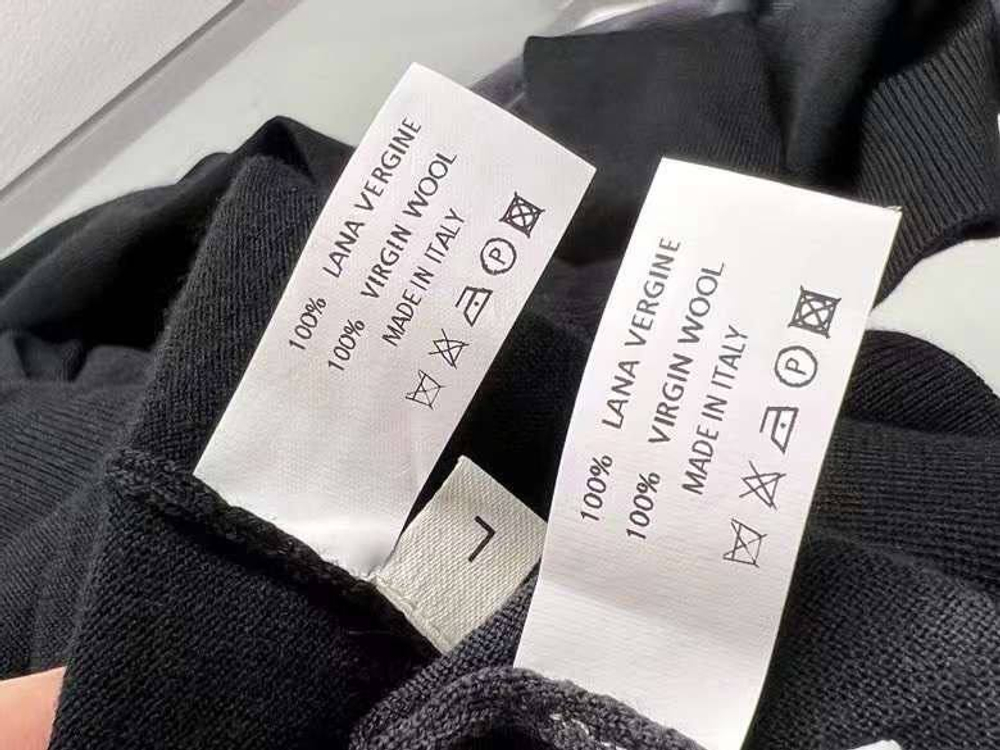 100% LANA VERGINE
100% VIRGIN WOOL
MADE IN ITALY
P
L
100% LANA VERGINE
100% VIRGIN WOOL
MADE IN ITALY
P